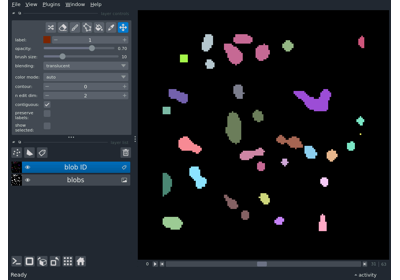 File View Plugins Window Help
label: 1
opacity: 0.70
brush size: 10
blending: translucent
color mode: auto
contour: 0
n edit dim: 2
contiguous:
preserve labels:
show selected:
blob ID
blobs
Ready
activity